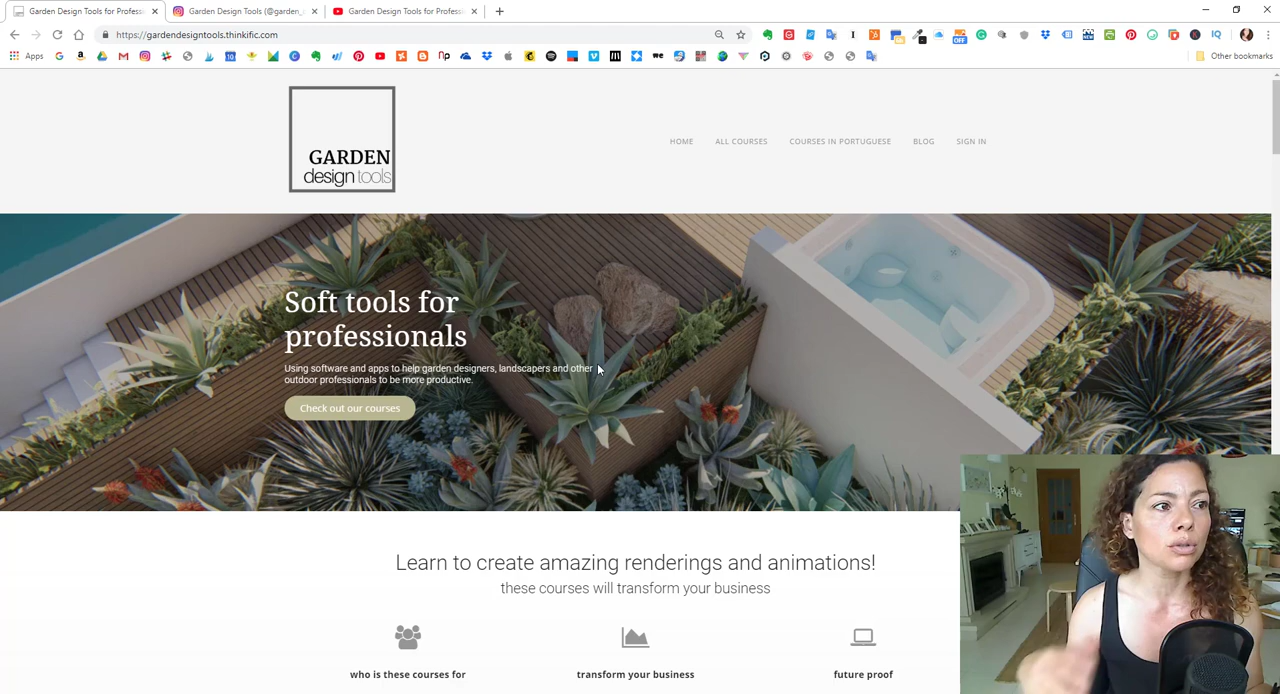 Garden Design Tools for Profess
Garden Design Tools (@garden_
Garden Design Tools for Professi
https://gardendesigntools.thinkific.com
Apps
Other bookmarks
GARDEN
design tools
HOME
ALL COURSES
COURSES IN PORTUGUESE
BLOG
SIGN IN
Soft tools for
professionals
Using software and apps to help garden designers, landscapers and other
outdoor professionals to be more productive.
Check out our courses
Learn to create amazing renderings and animations!
these courses will transform your business
who is these courses for
transform your business
future proof